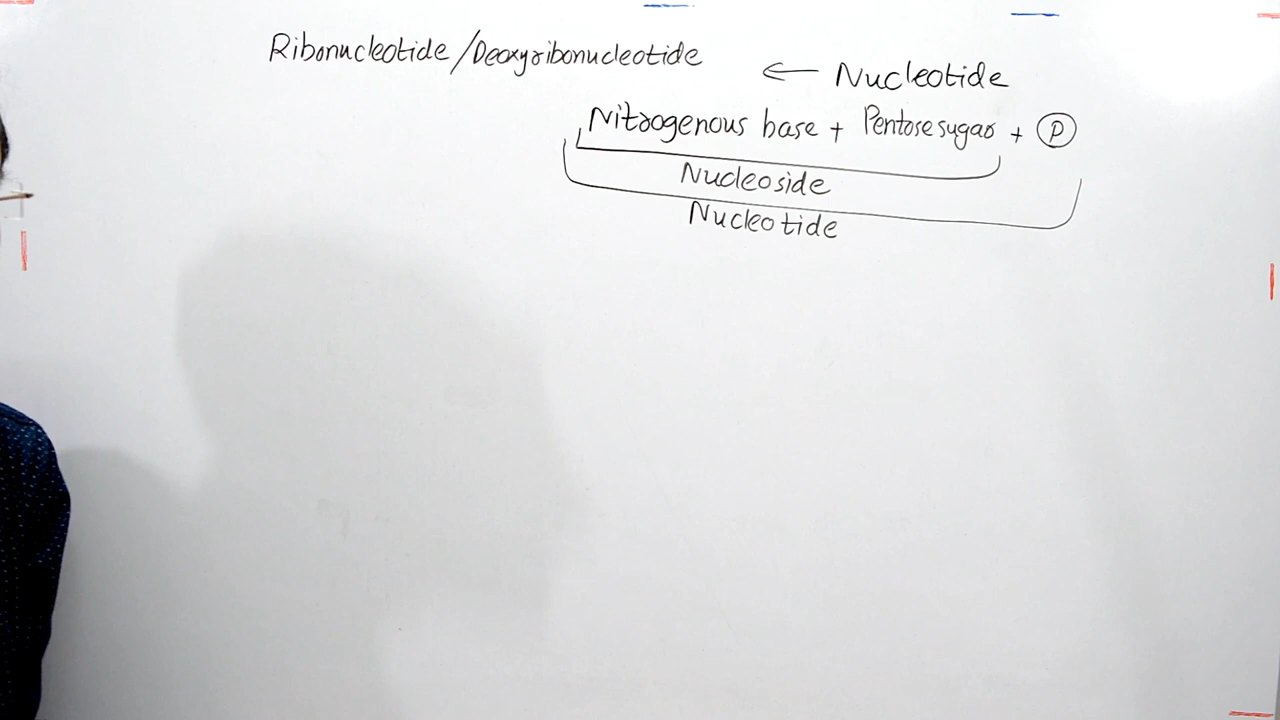 Ribonucleotide/Deoxyribonucleotide ← Nucleotide
Nitrogenous base + Pentose sugar + P
Nucleoside
Nucleotide